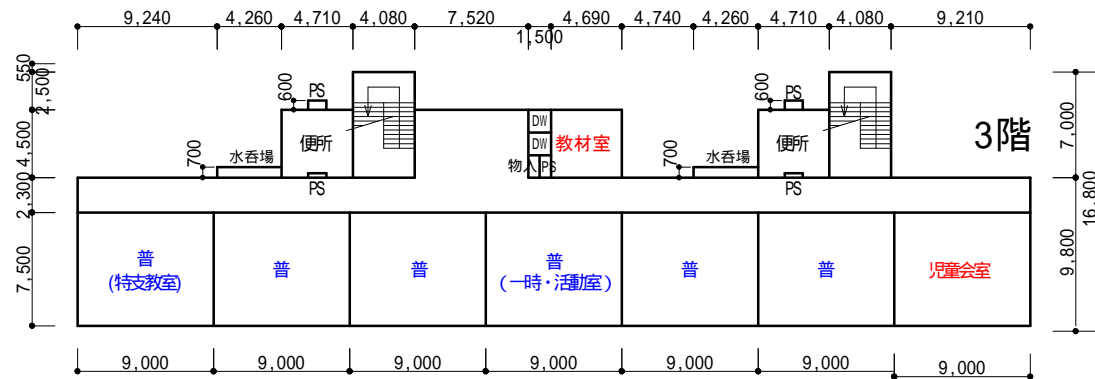 9,240 4,260 4,710 4,080 7,520 1,500 4,690 4,740 4,260 4,710 4,080 9,210
550
2,500
4,500
2,300
7,500
600
PS
600
PS
DW
DW
便所
便所
教材室
3階
700
水呑場
物入 PS
700
水呑場
PS
PS
7,000
16,800
9,800
普
(特支教室)
普
普
普
(一時・活動室)
普
普
児童会室
9,000 9,000 9,000 9,000 9,000 9,000 9,000